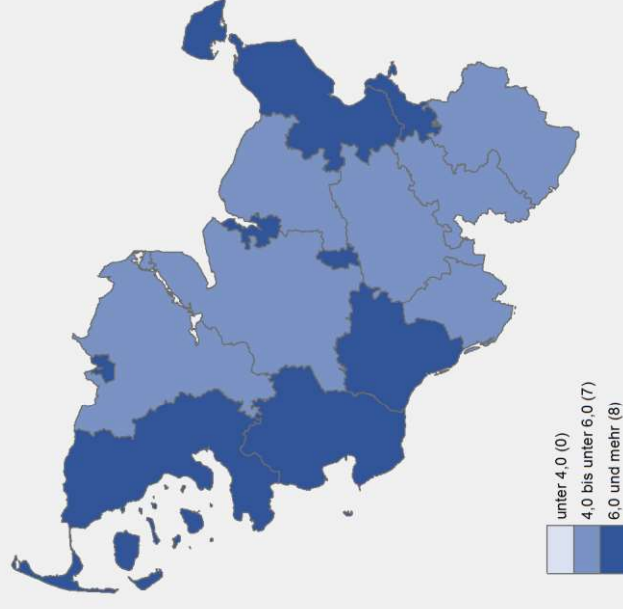 unter 4,0 (0)
4,0 bis unter 6,0 (7)
6,0 und mehr (8)